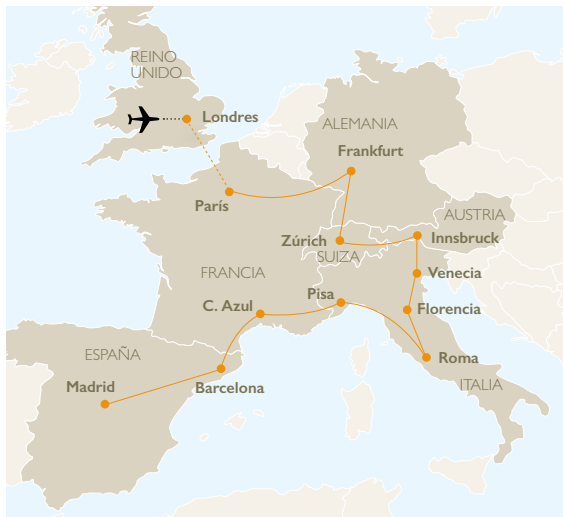 REINO
UNIDO
Londres
ALEMANIA
Frankfurt
París
AUSTRIA
Zúrich
Innsbruck
SUIZA
FRANCIA
Venecia
C. Azul
Pisa
Florencia
ESPAÑA
Roma
Madrid
Barcelona
ITALIA